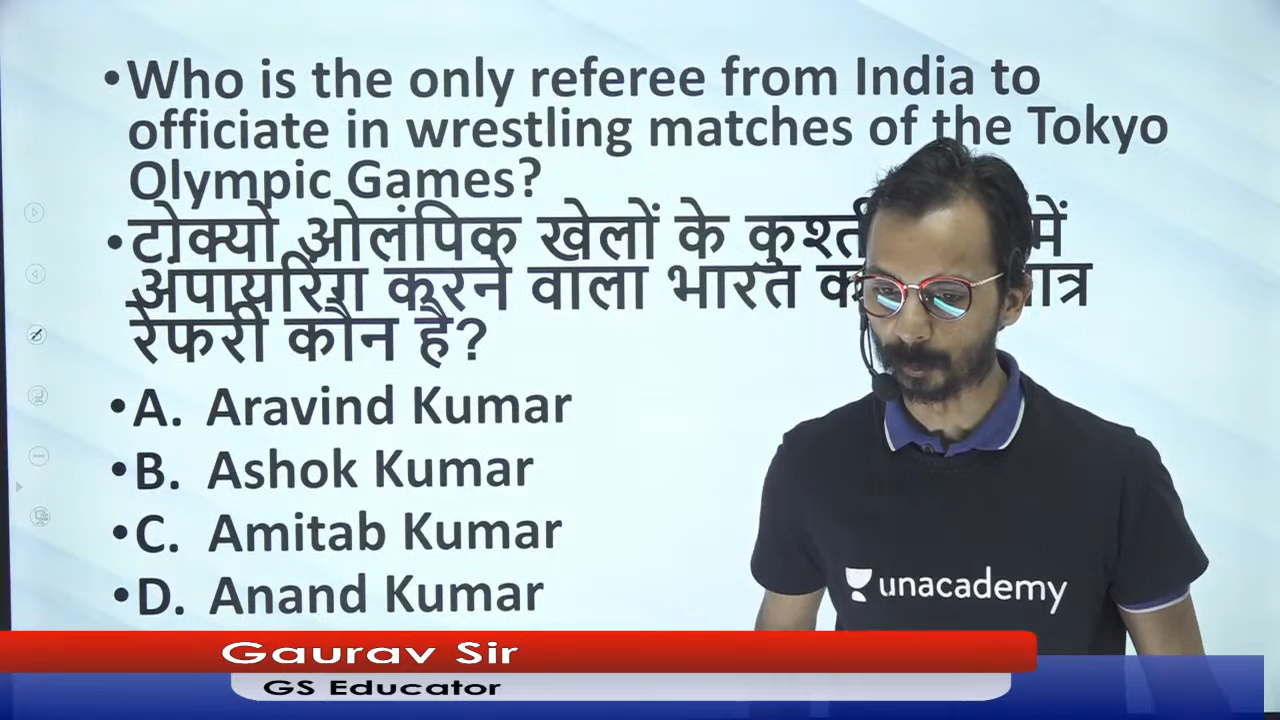 •Who is the only referee from India to
officiate in wrestling matches of the Tokyo
Olympic Games?
•टोक्यो ओलंपिक खेलों के में
अंपायरिंग करने वाला भारत
रेफरी कौन है?
•A. Aravind Kumar
•B. Ashok Kumar
•C. Amitab Kumar
•D. Anand Kumar
unacademy
Gaurav Sir
GS Educator